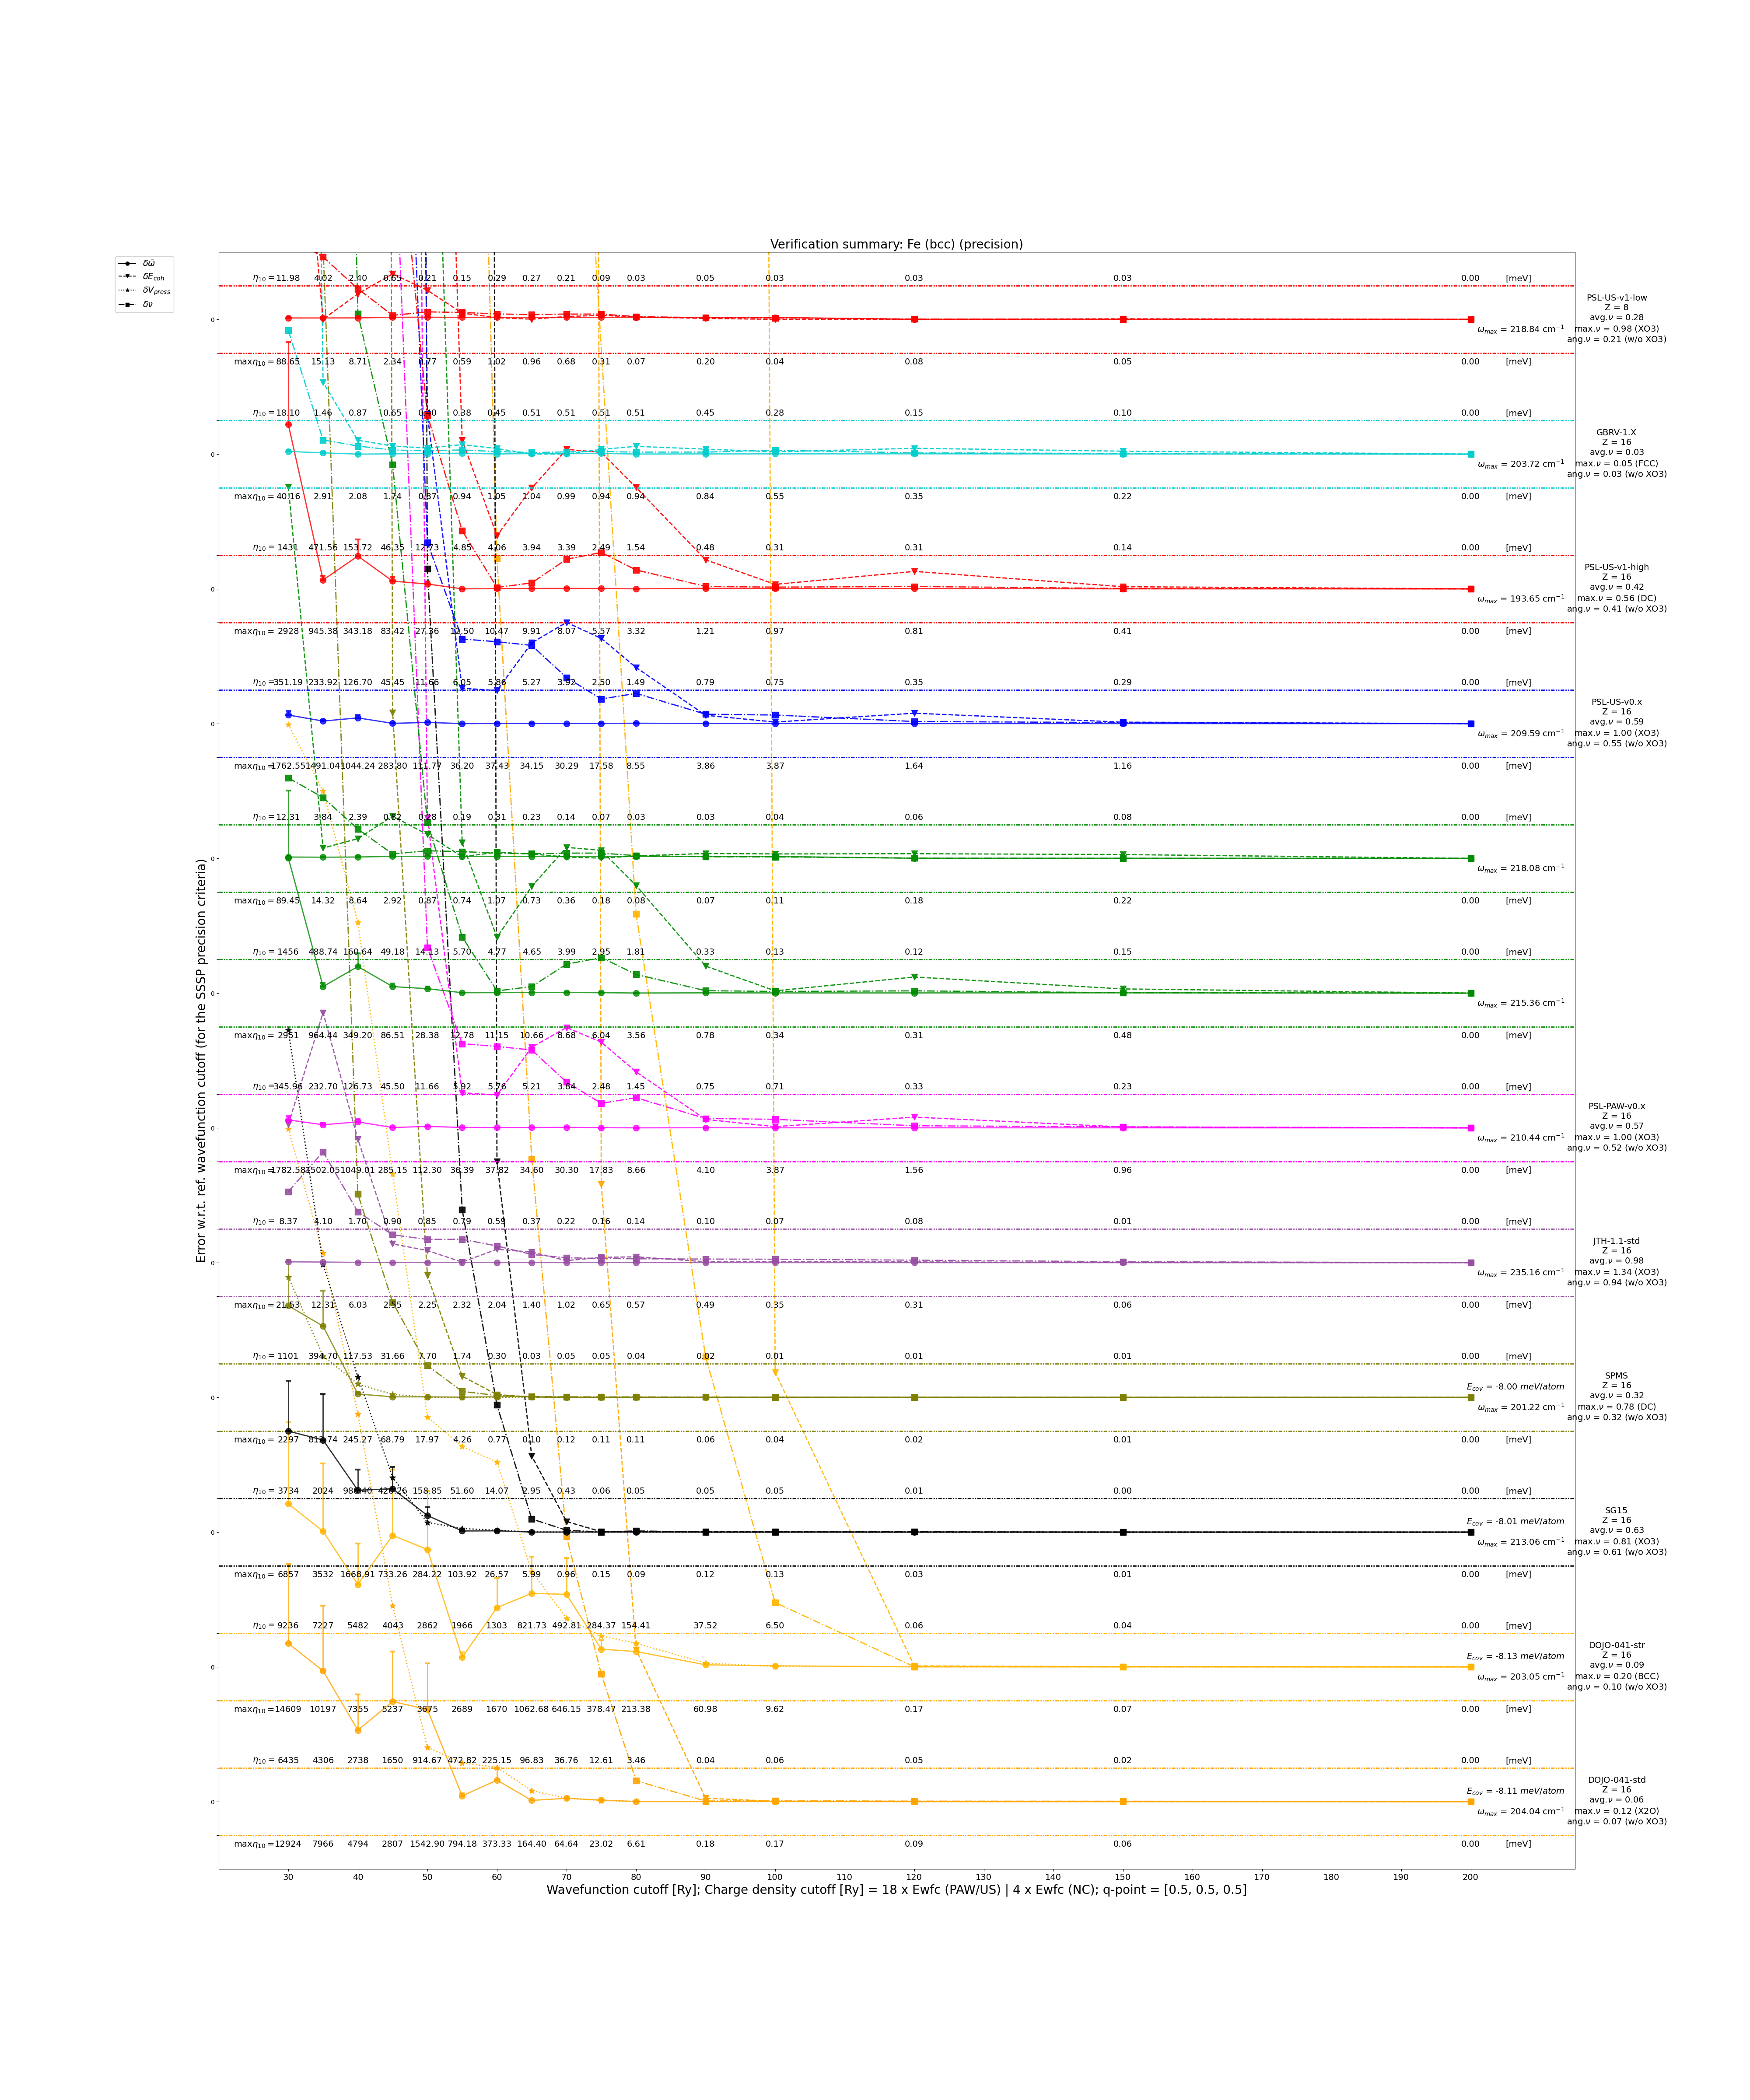 Verification summary: Fe (bcc) (precision)
δω̄
δE_coh
δV_press
δν
Error w.r.t. ref. wavefunction cutoff (for the SSSP precision criteria)
η₁₀ = 11.98 4.02 2.40 0.65 0.21 0.15 0.29 0.27 0.21 0.09 0.03 0.05 0.03 0.03 0.03 0.00 [meV]
0
ω_max = 218.84 cm⁻¹
PSL-US-v1-low
Z = 8
avg.ν = 0.28
max.ν = 0.98 (XO3)
ang.ν = 0.21 (w/o XO3)
maxη₁₀ = 88.65 15.13 8.71 2.34 0.77 0.59 1.02 0.96 0.68 0.31 0.07 0.20 0.04 0.08 0.05 0.00 [meV]
η₁₀ = 18.10 1.46 0.87 0.65 0.38 0.45 0.51 0.51 0.51 0.51 0.45 0.28 0.15 0.10 0.00 [meV]
0
ω_max = 203.72 cm⁻¹
GBRV-1.X
Z = 16
avg.ν = 0.03
max.ν = 0.05 (FCC)
ang.ν = 0.03 (w/o XO3)
maxη₁₀ = 40.16 2.91 2.08 1.74 0.87 0.94 1.05 1.04 0.99 0.94 0.94 0.84 0.55 0.35 0.22 0.00 [meV]
η₁₀ = 1431 471.56 153.72 46.35 12.73 4.85 4.06 3.94 3.39 2.49 1.54 0.48 0.31 0.31 0.14 0.00 [meV]
0
ω_max = 193.65 cm⁻¹
PSL-US-v1-high
Z = 16
avg.ν = 0.42
max.ν = 0.56 (DC)
ang.ν = 0.41 (w/o XO3)
maxη₁₀ = 2928 945.38 343.18 83.42 27.36 12.50 10.47 9.91 8.07 5.57 3.32 1.21 0.97 0.81 0.41 0.00 [meV]
η₁₀ = 351.19 233.92 126.70 45.45 11.66 6.05 5.86 5.27 3.92 2.50 1.49 0.79 0.75 0.35 0.29 0.00 [meV]
0
ω_max = 209.59 cm⁻¹
PSL-US-v0.x
Z = 16
avg.ν = 0.59
max.ν = 1.00 (XO3)
ang.ν = 0.55 (w/o XO3)
maxη₁₀ = 1762.55 1491.04 1044.24 283.80 111.77 36.20 37.43 34.15 30.29 17.58 8.55 3.86 3.87 1.64 1.16 0.00 [meV]
η₁₀ = 12.31 3.84 2.39 0.62 0.28 0.19 0.31 0.23 0.14 0.07 0.03 0.03 0.04 0.06 0.08 0.00 [meV]
0
ω_max = 218.08 cm⁻¹
maxη₁₀ = 89.45 14.32 8.64 2.92 0.87 0.74 1.07 0.73 0.36 0.18 0.08 0.07 0.11 0.18 0.22 0.00 [meV]
η₁₀ = 1456 488.74 160.64 49.18 14.13 5.70 4.77 4.65 3.99 2.95 1.81 0.33 0.13 0.12 0.15 0.00 [meV]
0
ω_max = 215.36 cm⁻¹
maxη₁₀ = 2951 964.44 349.20 86.51 28.38 12.78 11.15 10.66 8.68 6.04 3.56 0.78 0.34 0.31 0.48 0.00 [meV]
η₁₀ = 345.96 232.70 126.73 45.50 11.66 5.92 5.76 5.21 3.84 2.48 1.45 0.75 0.71 0.33 0.23 0.00 [meV]
0
ω_max = 210.44 cm⁻¹
PSL-PAW-v0.x
Z = 16
avg.ν = 0.57
max.ν = 1.00 (XO3)
ang.ν = 0.52 (w/o XO3)
maxη₁₀ = 1782.58 1502.05 1049.01 285.15 112.30 36.39 37.82 34.60 30.30 17.83 8.66 4.10 3.87 1.56 0.96 0.00 [meV]
η₁₀ = 8.37 4.10 1.70 0.90 0.85 0.79 0.59 0.37 0.22 0.16 0.14 0.10 0.07 0.08 0.01 0.00 [meV]
0
ω_max = 235.16 cm⁻¹
JTH-1.1-std
Z = 16
avg.ν = 0.98
max.ν = 1.34 (XO3)
ang.ν = 0.94 (w/o XO3)
maxη₁₀ = 21.53 12.31 6.03 2.25 2.32 2.04 1.40 1.02 0.65 0.57 0.49 0.35 0.31 0.06 0.00 [meV]
η₁₀ = 1101 394.70 117.53 31.66 7.70 1.74 0.30 0.03 0.05 0.05 0.04 0.02 0.01 0.01 0.01 0.00 [meV]
0
E_cov = -8.00 meV/atom
ω_max = 201.22 cm⁻¹
SPMS
Z = 16
avg.ν = 0.32
max.ν = 0.78 (DC)
ang.ν = 0.32 (w/o XO3)
maxη₁₀ = 2297 245.27 68.79 17.97 4.26 0.77 0.10 0.12 0.11 0.11 0.06 0.04 0.02 0.01 0.00 [meV]
η₁₀ = 3734 2024 158.85 51.60 14.07 2.95 0.43 0.06 0.05 0.05 0.05 0.01 0.00 0.00 [meV]
0
E_cov = -8.01 meV/atom
ω_max = 213.06 cm⁻¹
SG15
Z = 16
avg.ν = 0.63
max.ν = 0.81 (XO3)
ang.ν = 0.61 (w/o XO3)
maxη₁₀ = 6857 3532 1668.91 733.26 284.22 103.92 26.57 5.99 0.96 0.15 0.09 0.12 0.13 0.03 0.01 0.00 [meV]
η₁₀ = 9236 7227 5482 4043 2862 1966 1303 821.73 492.81 284.37 154.41 37.52 6.50 0.06 0.04 0.00 [meV]
0
E_cov = -8.13 meV/atom
ω_max = 203.05 cm⁻¹
DOJO-041-str
Z = 16
avg.ν = 0.09
max.ν = 0.20 (BCC)
ang.ν = 0.10 (w/o XO3)
maxη₁₀ = 14609 10197 7355 5237 3675 2689 1670 1062.68 646.15 378.47 213.38 60.98 9.62 0.17 0.07 0.00 [meV]
η₁₀ = 6435 4306 2738 1650 914.67 472.82 225.15 96.83 36.76 12.61 3.46 0.04 0.06 0.05 0.02 0.00 [meV]
0
E_cov = -8.11 meV/atom
ω_max = 204.04 cm⁻¹
DOJO-041-std
Z = 16
avg.ν = 0.06
max.ν = 0.12 (X2O)
ang.ν = 0.07 (w/o XO3)
maxη₁₀ = 12924 7966 4794 2807 1542.90 794.18 373.33 164.40 64.64 23.02 6.61 0.18 0.17 0.09 0.06 0.00 [meV]
30 40 50 60 70 80 90 100 110 120 130 140 150 160 170 180 190 200
Wavefunction cutoff [Ry]; Charge density cutoff [Ry] = 18 x Ewfc (PAW/US) | 4 x Ewfc (NC); q-point = [0.5, 0.5, 0.5]